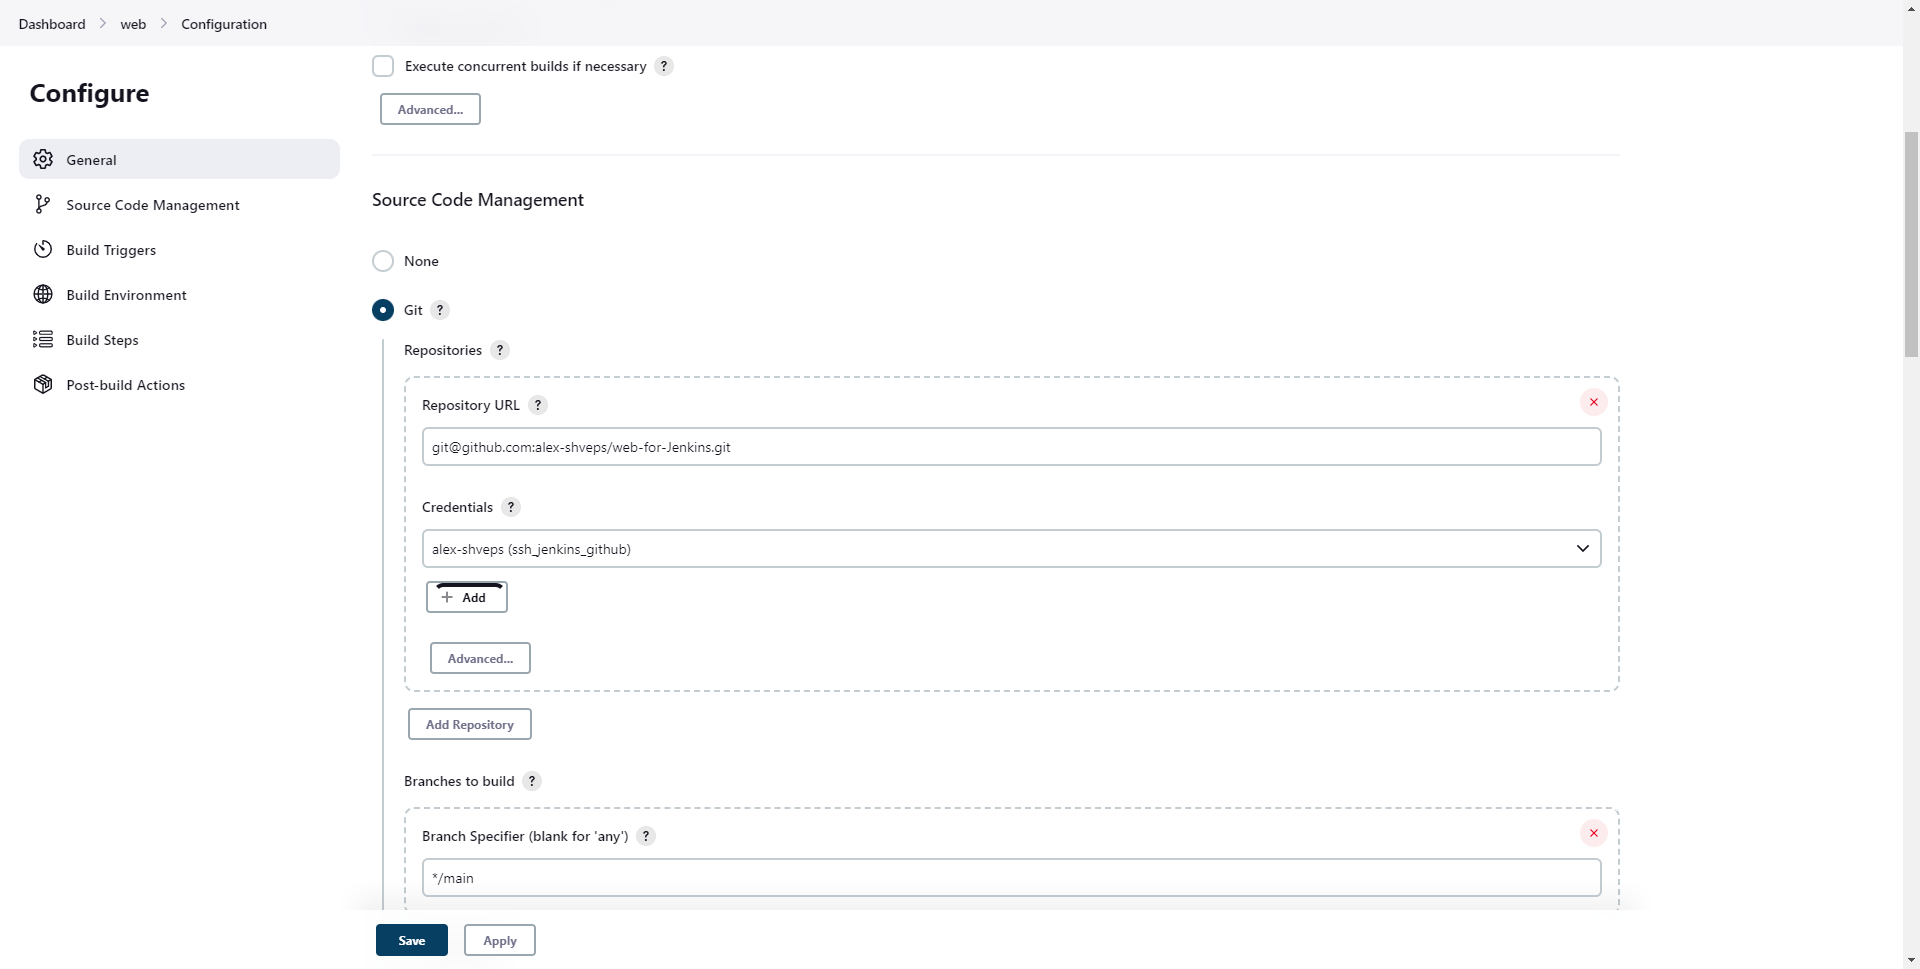 Dashboard > web > Configuration
Configure
General
Source Code Management
Build Triggers
Build Environment
Build Steps
Post-build Actions
Execute concurrent builds if necessary ?
Advanced...
Source Code Management
None
Git ?
Repositories ?
Repository URL ?
git@github.com:alex-shveps/web-for-Jenkins.git
Credentials ?
alex-shveps (ssh_jenkins_github)
+ Add
Advanced...
Add Repository
Branches to build ?
Branch Specifier (blank for 'any') ?
*/main
Save Apply